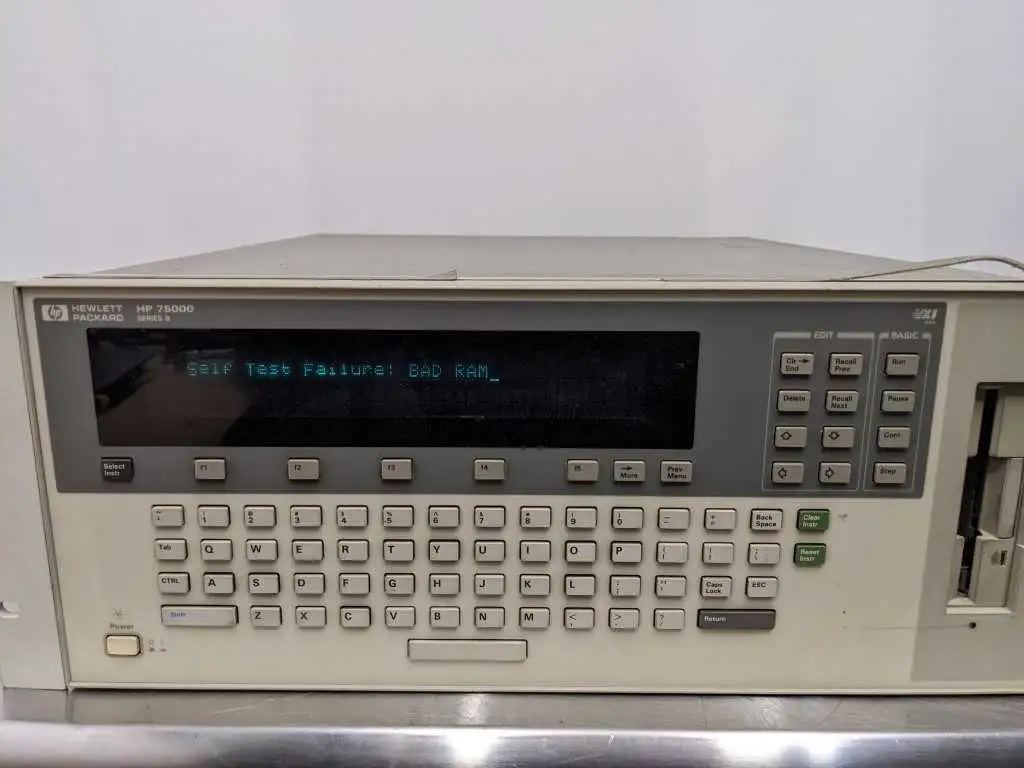 hp HEWLETT PACKARD HP 75000 SERIES B
VXI
EDIT BASIC
Self Test Failure: BAD RAM_
Clr End Recall Prev Run
Delete Recall Next Pause
Cont
Step
Select Instr f1 f2 f3 f4 f5 More Prev Menu
1 @ 2 # 3 $ 4 % 5 ^ 6 & 7 8 9 0 Back Space Clear Instr
Tab Q W E R T Y U I O P Reset Instr
CTRL A S D F G H J K L Caps Lock ESC
Shift Z X C V B N M < > ? Return
Power